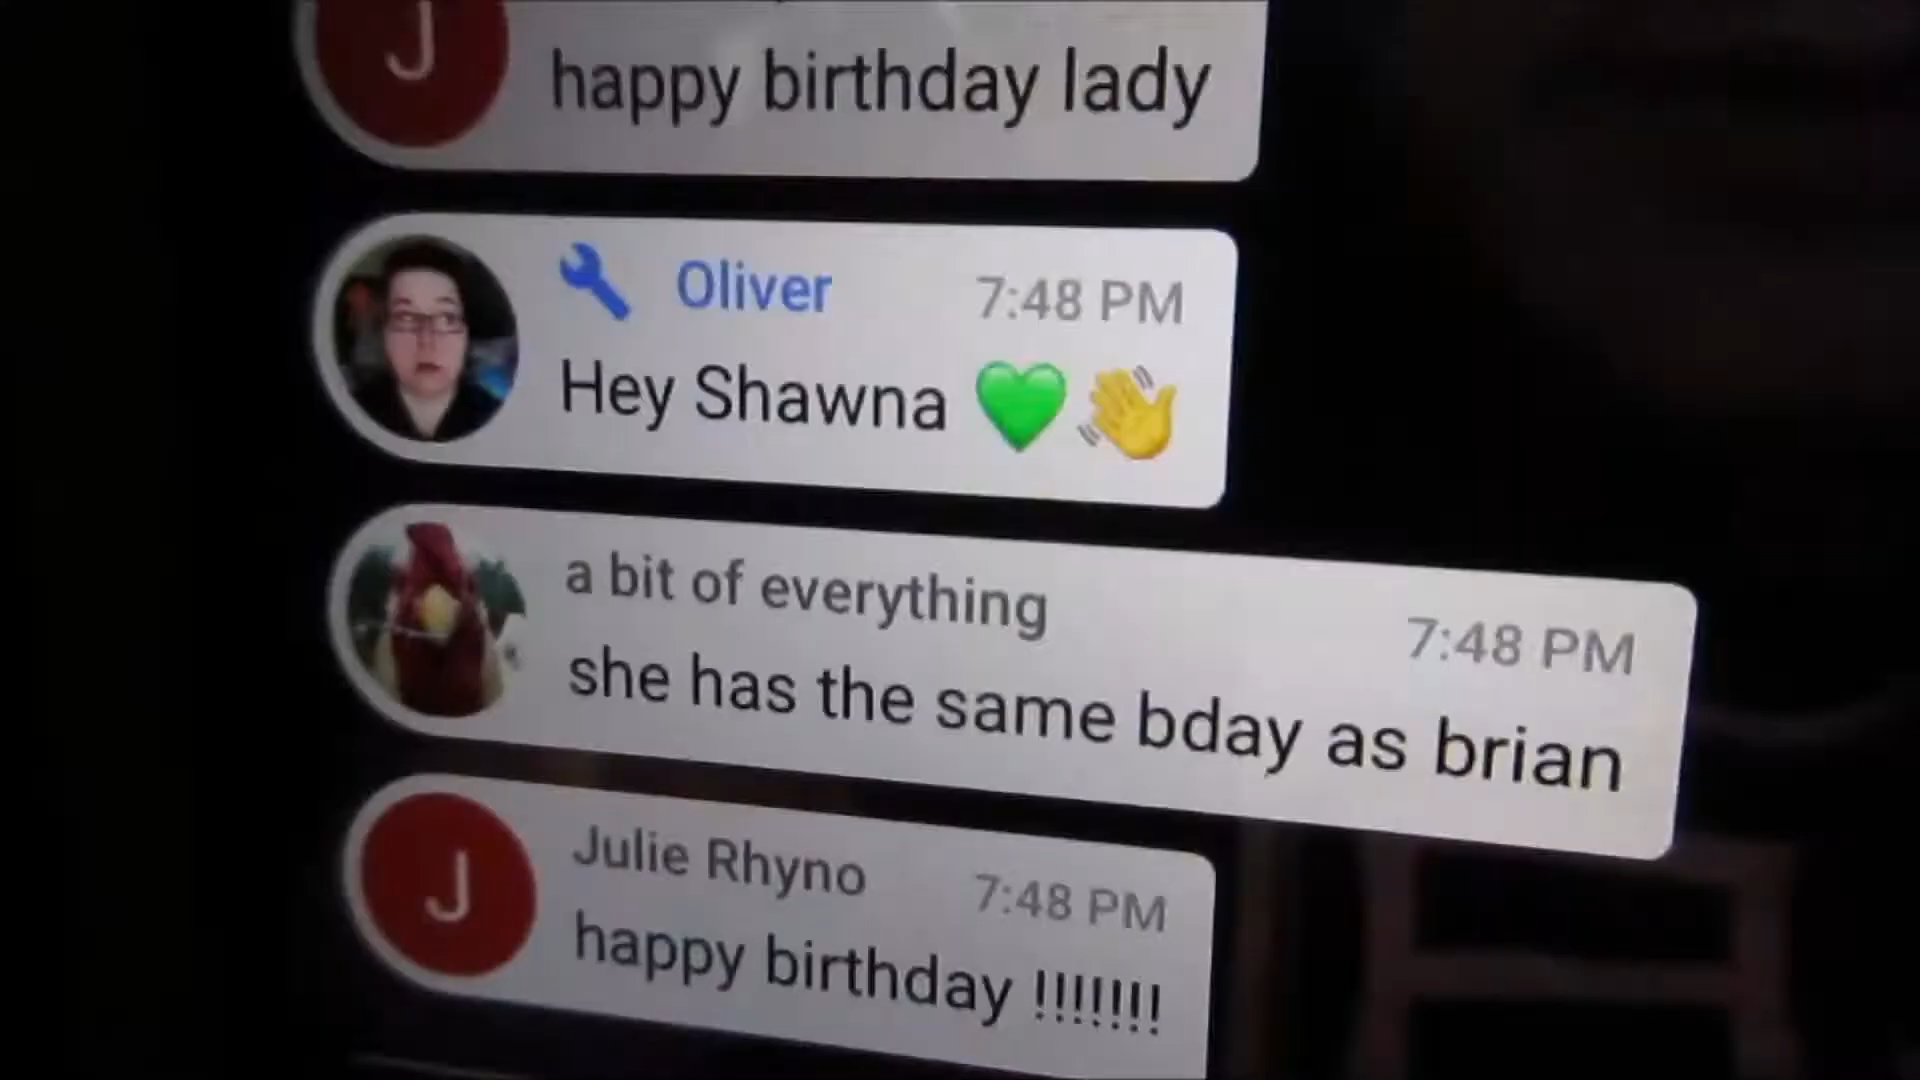 J
happy birthday lady
Oliver 7:48 PM
Hey Shawna 💚👋
a bit of everything 7:48 PM
she has the same bday as brian
J
Julie Rhyno 7:48 PM
happy birthday !!!!!!!